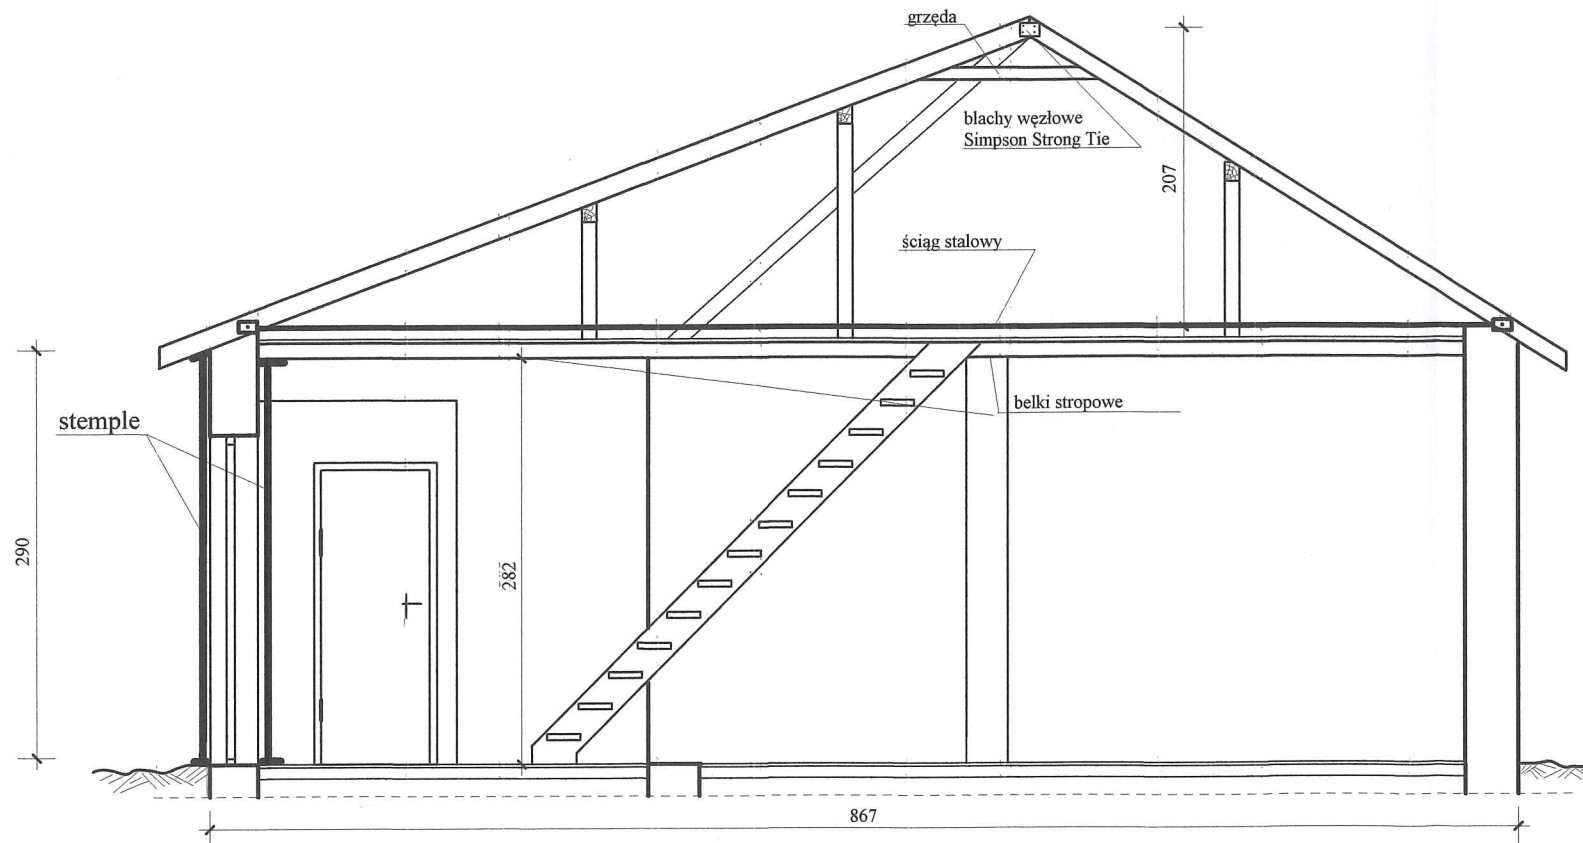 grzęda
blachy węzłowe
Simpson Strong Tie
207
ściąg stalowy
belki stropowe
stemple
290
282
867